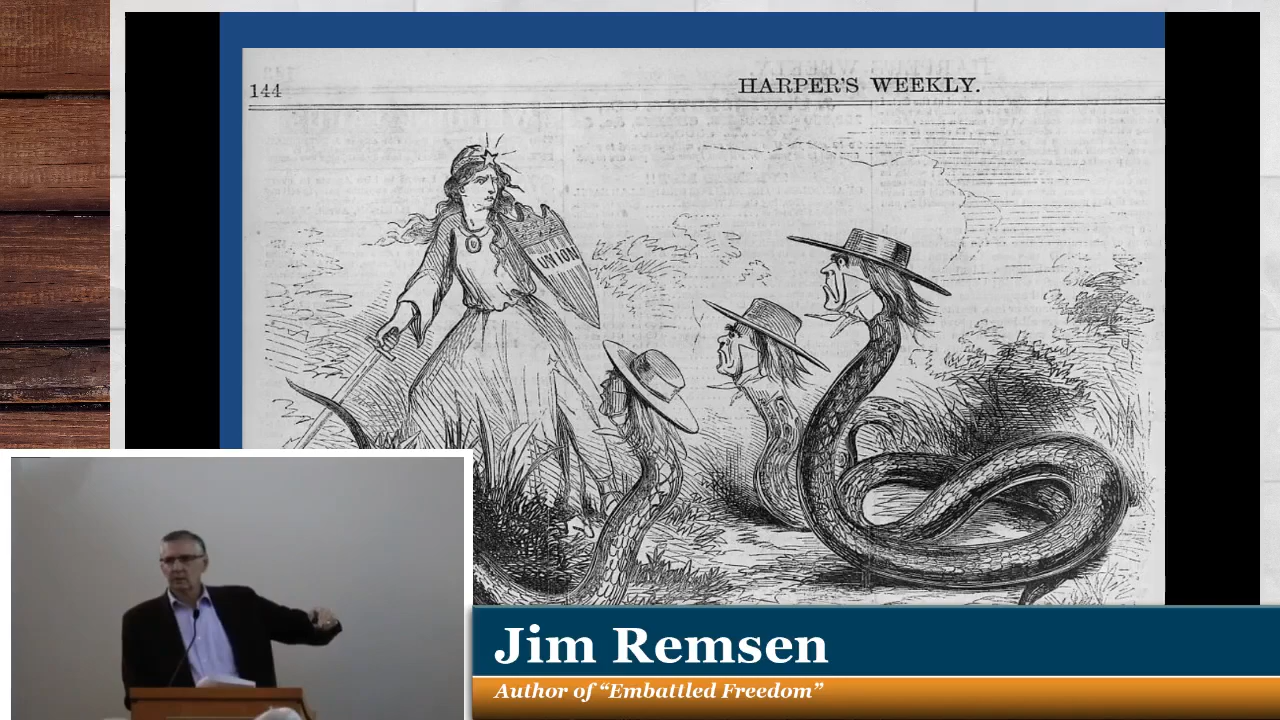 144
HARPER'S WEEKLY.
UNION
Jim Remsen
Author of “Embattled Freedom”